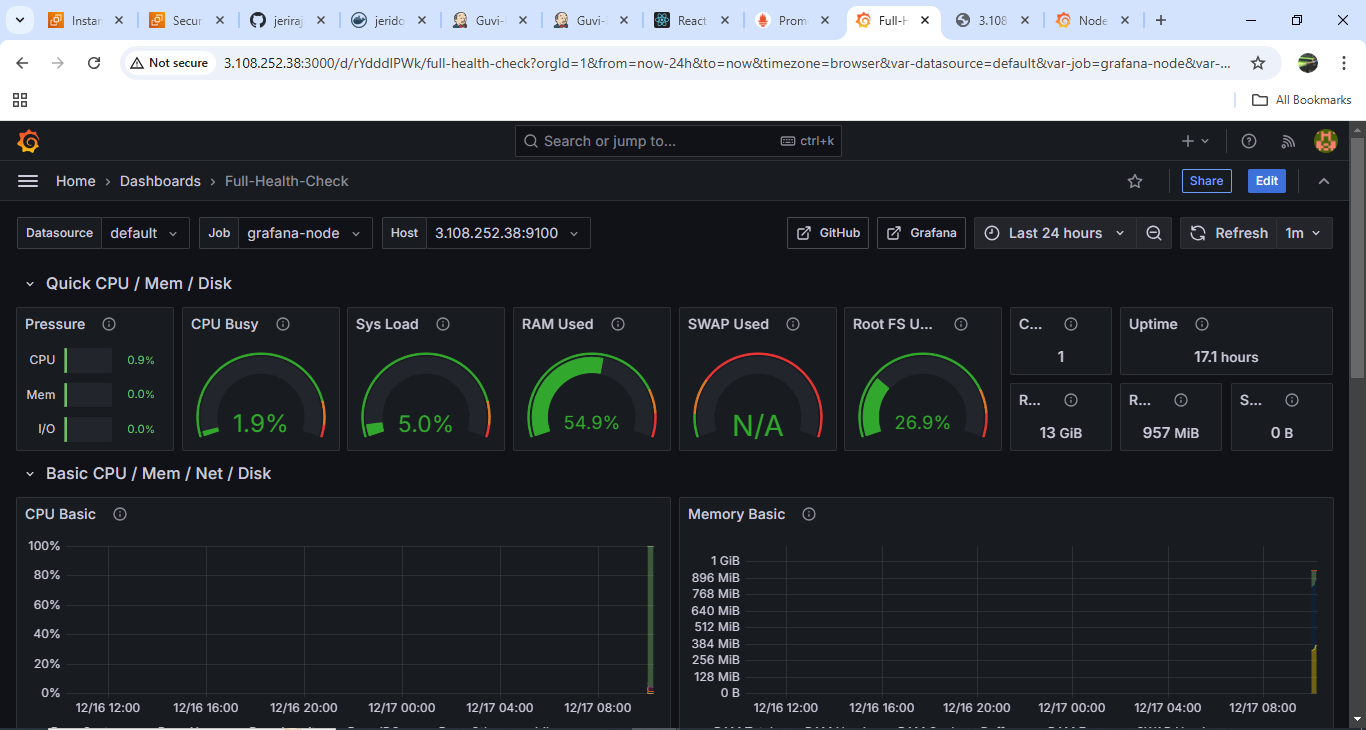 Instan
Secur
jeriraj
jerido
Guvi-
Guvi-
React
Prom
Full-H
3.108
Node
Not secure
3.108.252.38:3000/d/rYdddlPWk/full-health-check?orgId=1&from=now-24h&to=now&timezone=browser&var-datasource=default&var-job=grafana-node&var-...
All Bookmarks
Search or jump to...
ctrl+k
Home › Dashboards › Full-Health-Check
Share
Edit
Datasource default
Job grafana-node
Host 3.108.252.38:9100
GitHub
Grafana
Last 24 hours
Refresh 1m
Quick CPU / Mem / Disk
Pressure
CPU 0.9%
Mem 0.0%
I/O 0.0%
CPU Busy
1.9%
Sys Load
5.0%
RAM Used
54.9%
SWAP Used
N/A
Root FS U...
26.9%
C...
1
Uptime
17.1 hours
R...
13 GiB
R...
957 MiB
S...
0 B
Basic CPU / Mem / Net / Disk
CPU Basic
100%
80%
60%
40%
20%
0%
12/16 12:00 12/16 16:00 12/16 20:00 12/17 00:00 12/17 04:00 12/17 08:00
Memory Basic
1 GiB
896 MiB
768 MiB
640 MiB
512 MiB
384 MiB
256 MiB
128 MiB
0 B
12/16 12:00 12/16 16:00 12/16 20:00 12/17 00:00 12/17 04:00 12/17 08:00